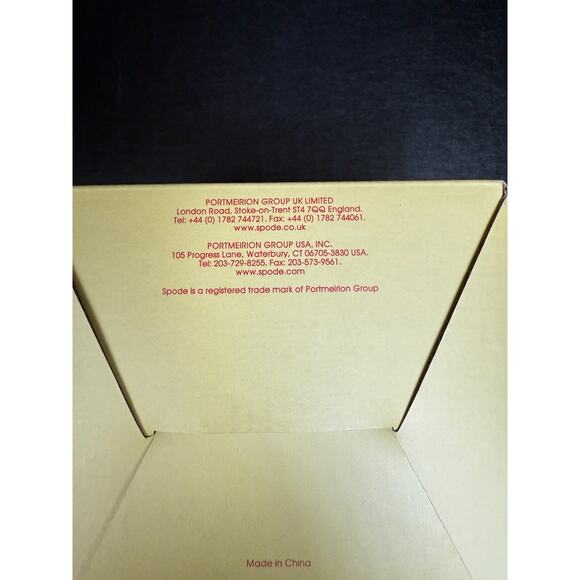 PORTMEIRION GROUP UK LIMITED
London Road, Stoke-on-Trent ST4 7QQ England.
Tel: +44 (0) 1782 744721. Fax: +44 (0) 1782 744061.
www.spode.co.uk
PORTMEIRION GROUP USA, INC.
105 Progress Lane, Waterbury, CT 06705-3830 USA.
Tel: 203-729-8255. Fax: 203-573-9561.
www.spode.com
Spode is a registered trade mark of Portmeirion Group
Made in China